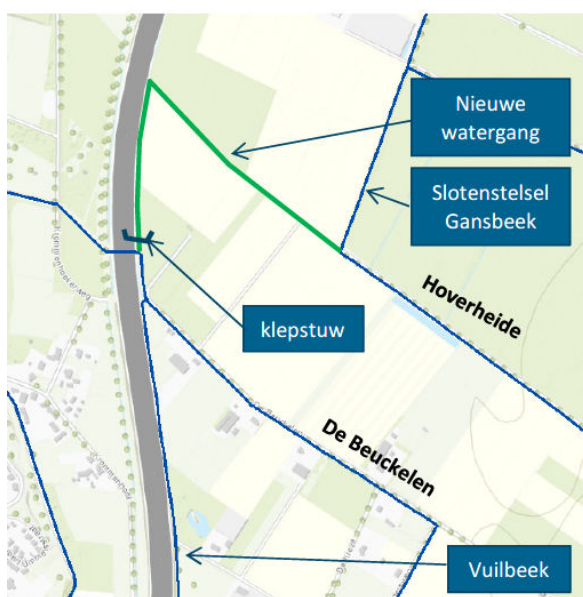 Nieuwe
watergang
Slotenstelsel
Gansbeek
Hoverheide
klepstuw
De Beuckelen
Vuilbeek